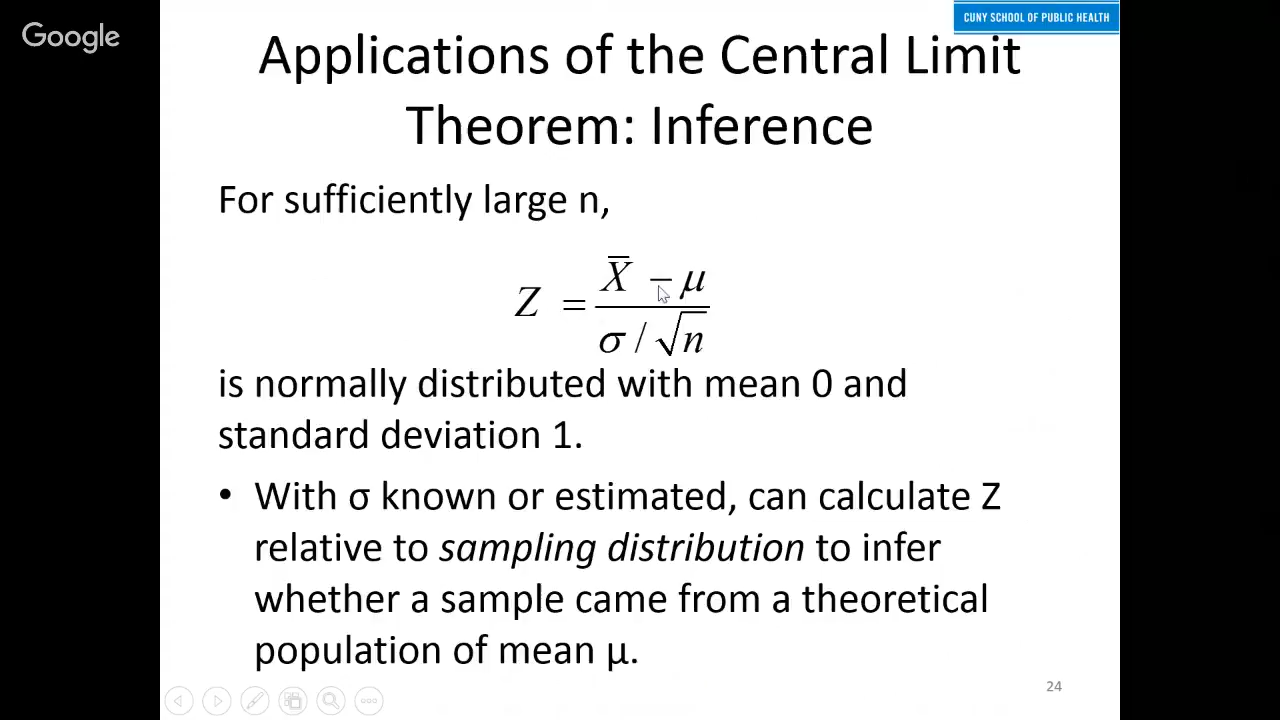 Google
CUNY SCHOOL OF PUBLIC HEALTH
Applications of the Central Limit
Theorem: Inference
For sufficiently large n,
Z = (X̄ − μ) / (σ / √n)
is normally distributed with mean 0 and
standard deviation 1.
• With σ known or estimated, can calculate Z
relative to sampling distribution to infer
whether a sample came from a theoretical
population of mean μ.
24